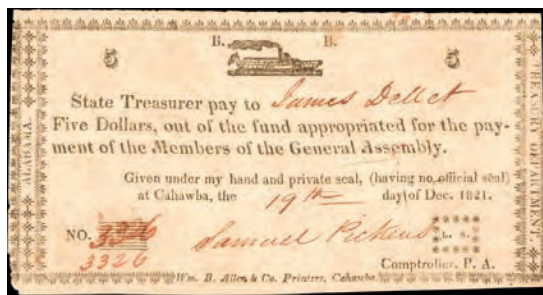 B. B.
5 5
State Treasurer pay to James Dellet
Five Dollars, out of the fund appropriated for the pay-
ment of the Members of the General Assembly.
Given under my hand and private seal, (having no official seal)
at Cahawba, the 19th day of Dec. 1821.
NO. 3326
3326
Samuel Pickens
L. S.
Comptroller, P. A.
Wm. B. Allen & Co. Printers, Cahawba.
ALABAMA.
TREASURY DEPARTMENT